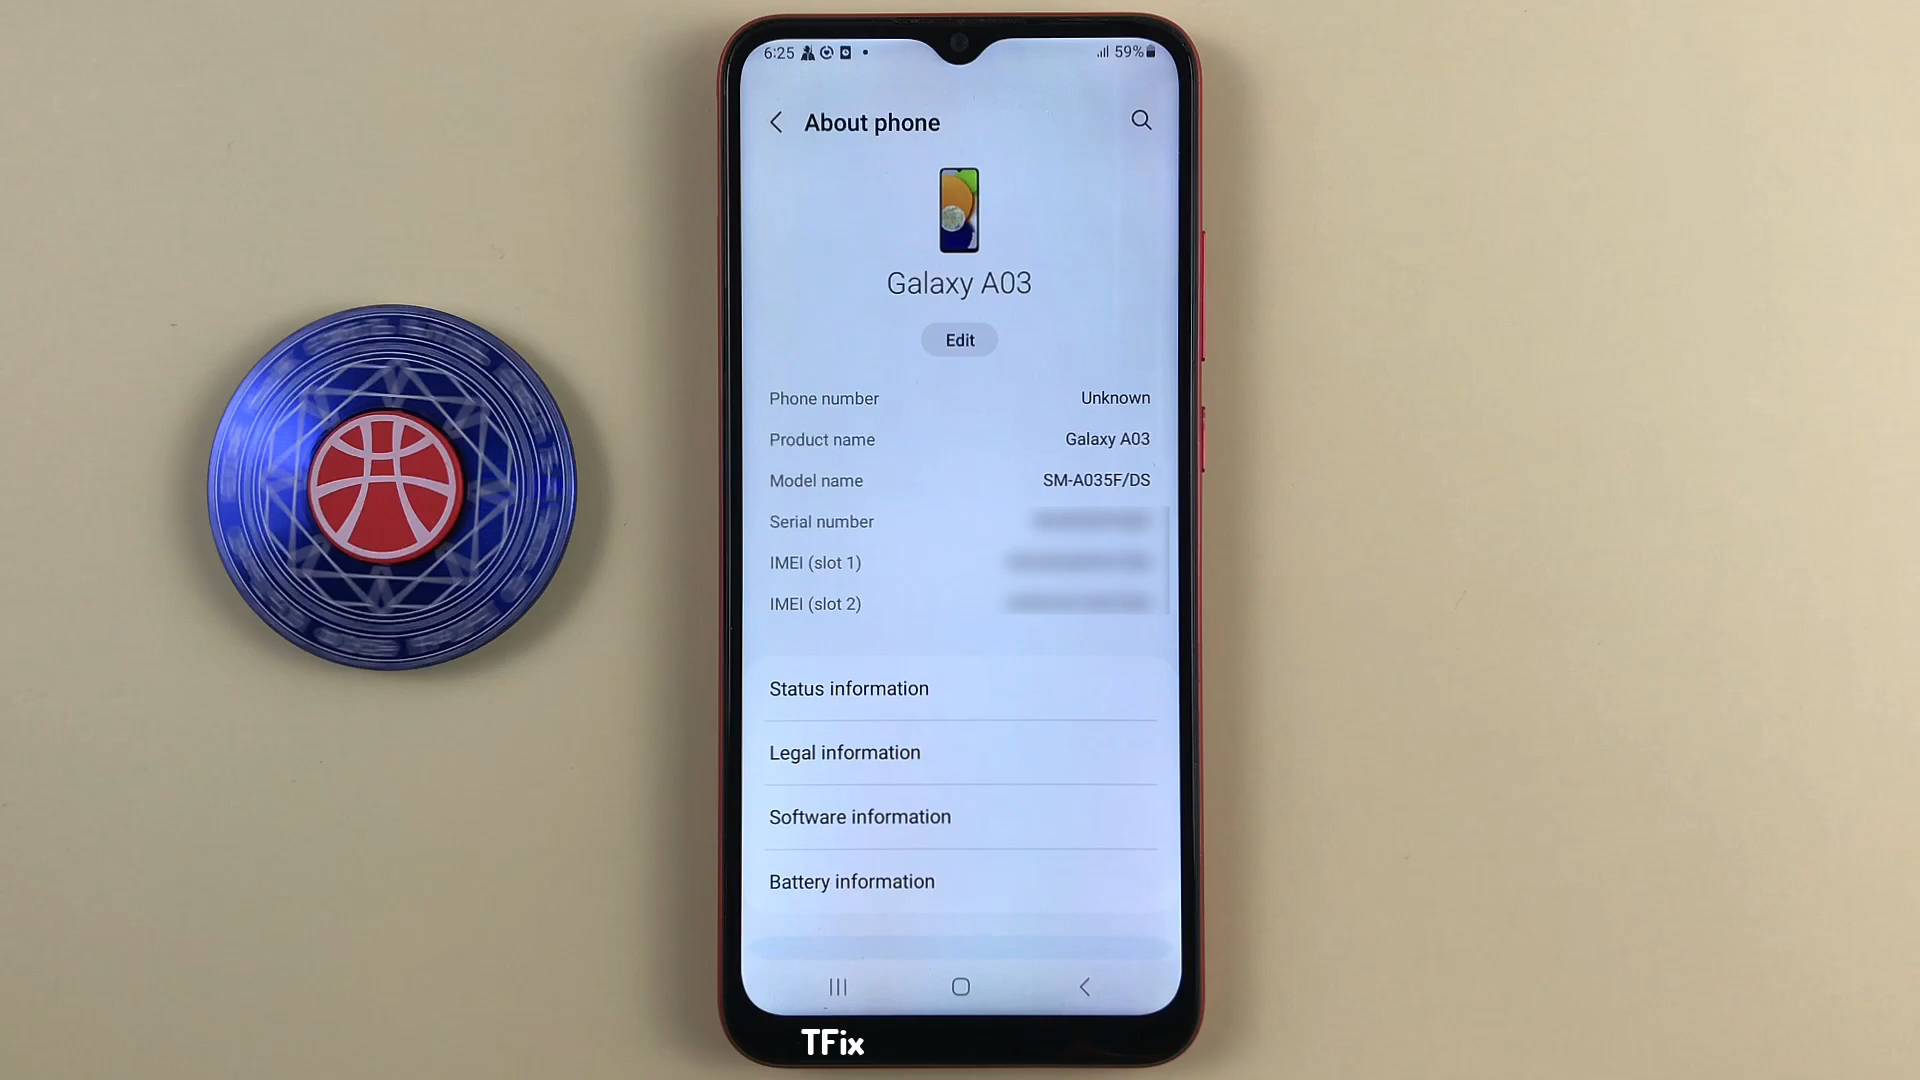 6:25 59%
About phone
Galaxy A03
Edit
Phone number Unknown
Product name Galaxy A03
Model name SM-A035F/DS
Serial number
IMEI (slot 1)
IMEI (slot 2)
Status information
Legal information
Software information
Battery information
TFix